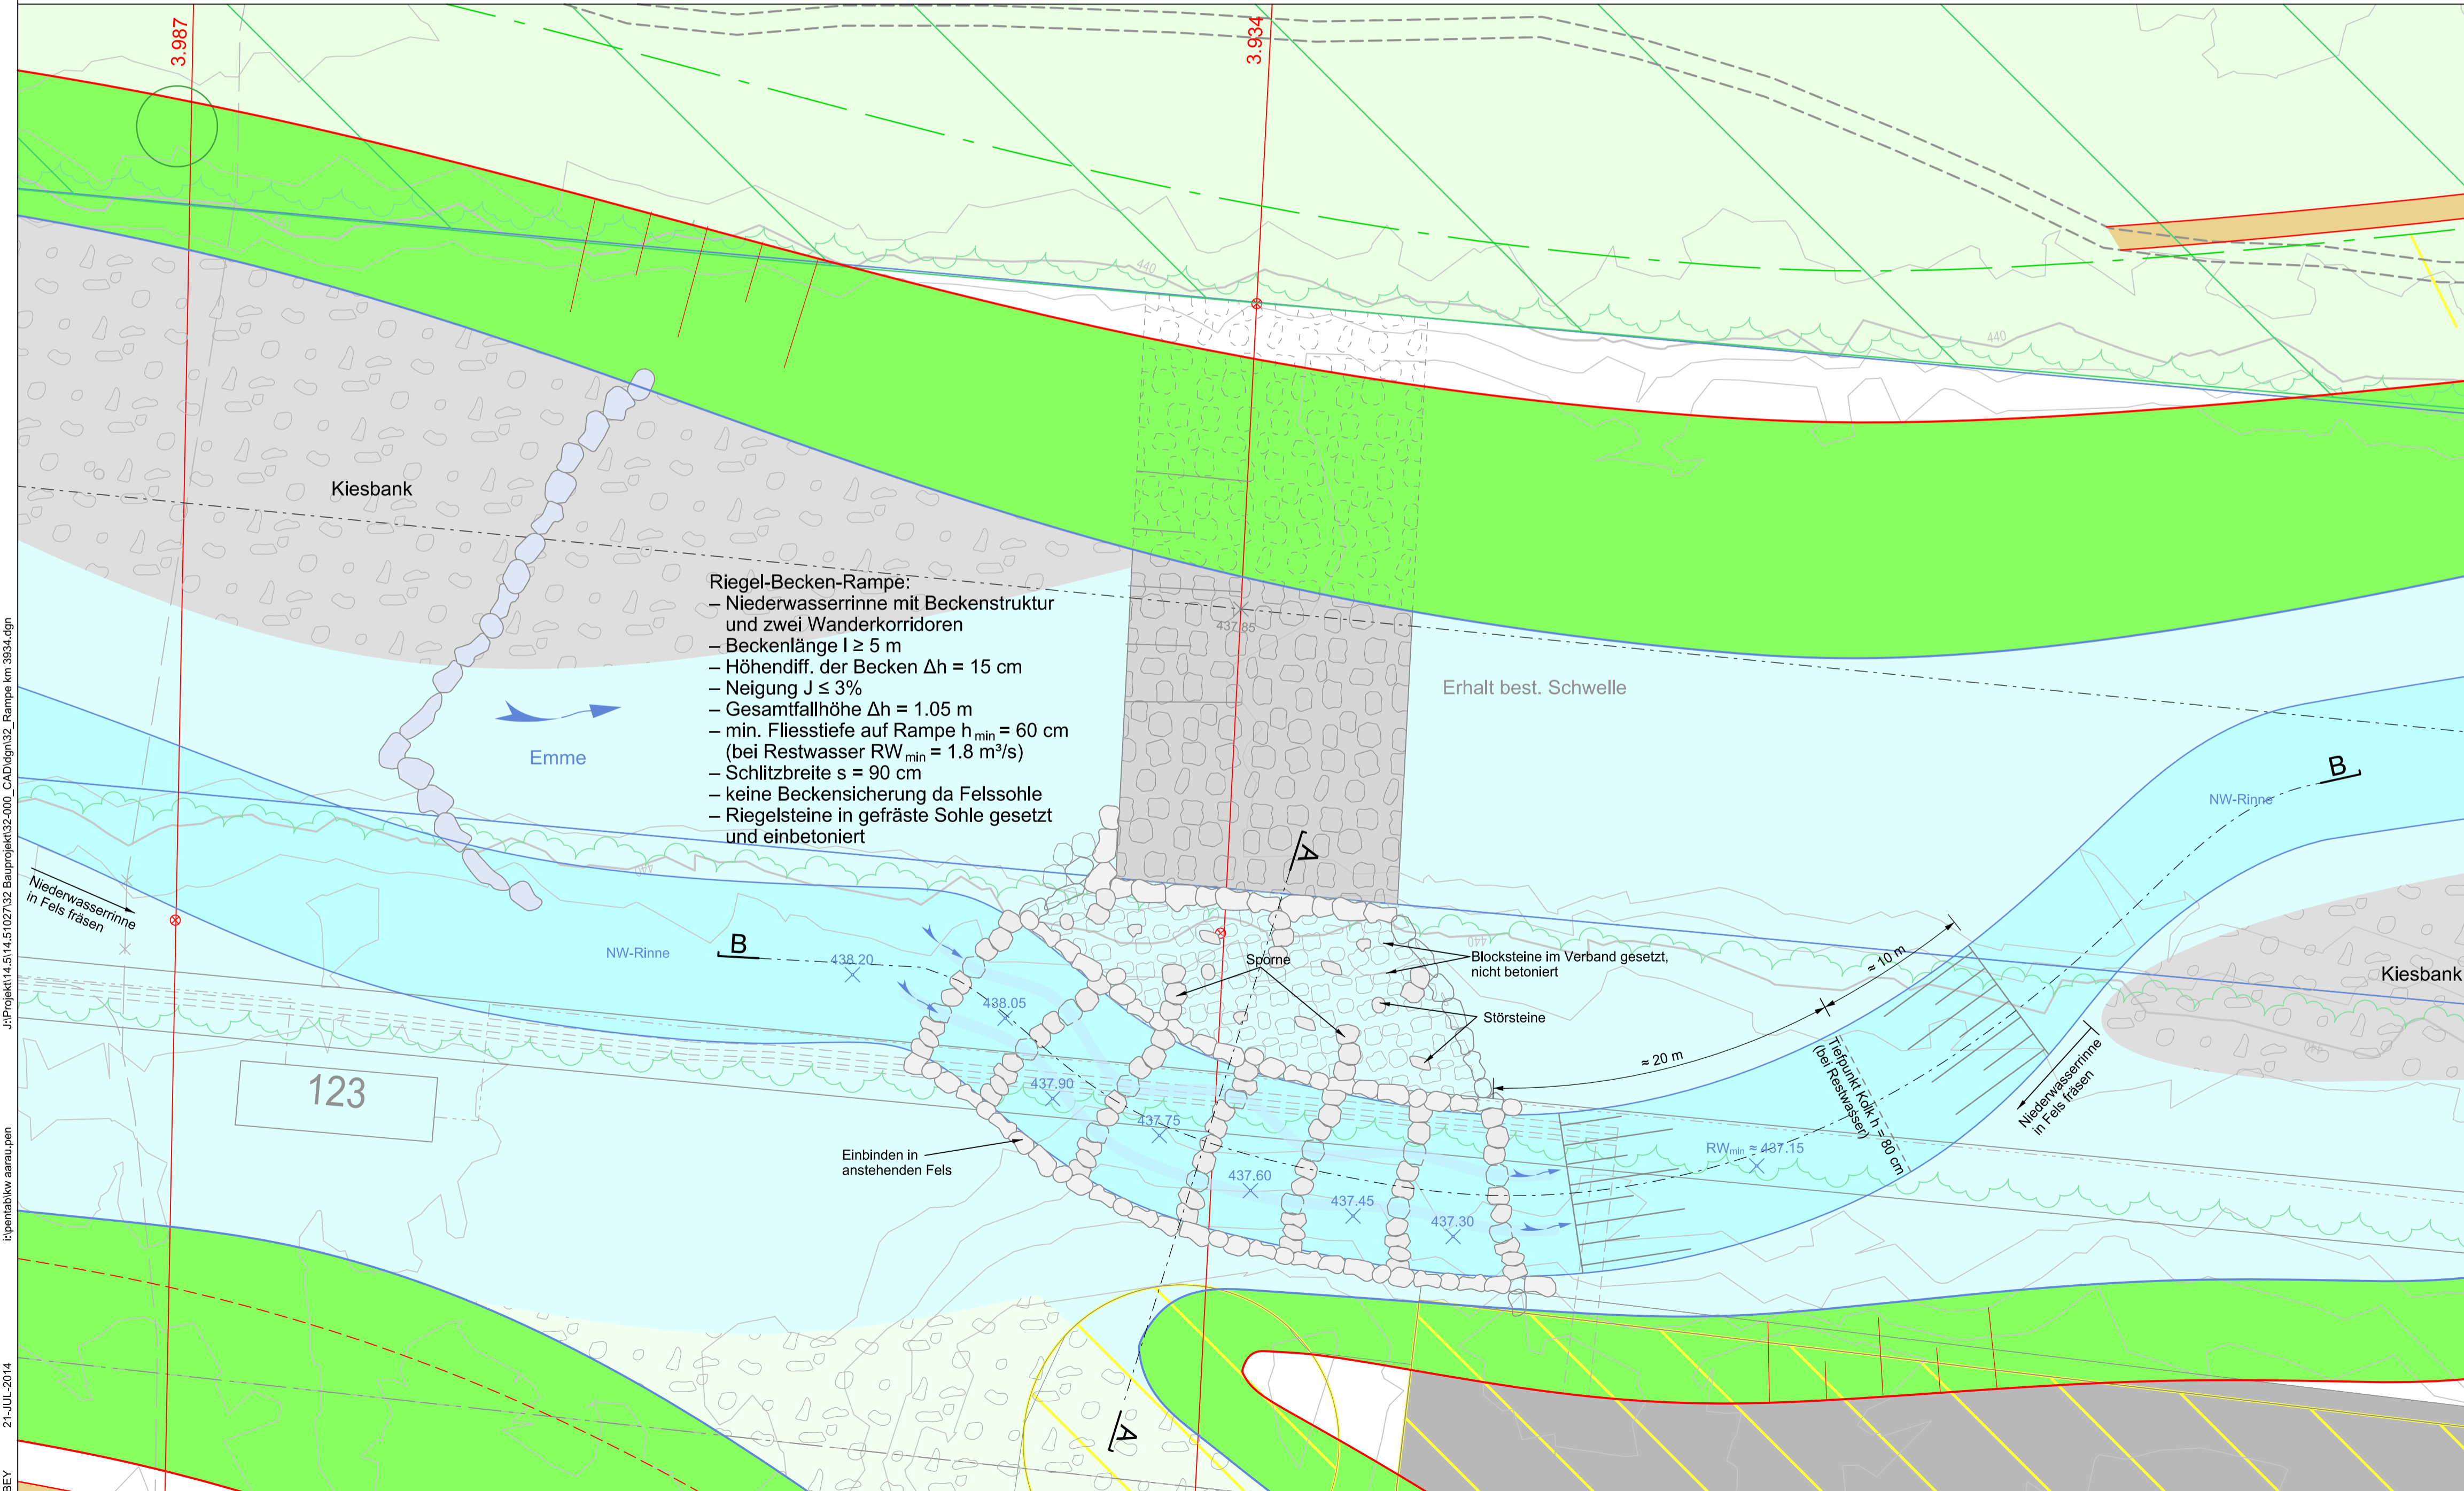 3.987
3.934
440
440
Kiesbank
Riegel-Becken-Rampe:
– Niederwasserrinne mit Beckenstruktur
und zwei Wanderkorridoren
– Beckenlänge l ≥ 5 m
– Höhendiff. der Becken Δh = 15 cm
– Neigung J ≤ 3%
– Gesamtfallhöhe Δh = 1.05 m
– min. Fliesstiefe auf Rampe h min = 60 cm
(bei Restwasser RW min = 1.8 m³/s)
– Schlitzbreite s = 90 cm
– keine Beckensicherung da Felssohle
– Riegelsteine in gefräste Sohle gesetzt
und einbetoniert
437.85
Erhalt best. Schwelle
Emme
B
NW-Rinne
A
440
Niederwasserrinne
in Fels fräsen
NW-Rinne
B
438.20
438.05
437.90
437.75
437.60
437.45
437.30
Sporne
Blocksteine im Verband gesetzt,
nicht betoniert
440
Störsteine
≈ 10 m
≈ 20 m
Tiefpunkt Kolk h = 80 cm
(bei Restwasser)
RW min ≈ 437.15
Niederwasserrinne
in Fels fräsen
Kiesbank
440
123
Einbinden in
anstehenden Fels
A
J:\Projekt\14.5\14.51027\32 Bauprojekt\32-000_CAD\dgn\32_Rampe km 3934.dgn
i:\pentabl\kw aarau.pen
21-JUL-2014
BEY